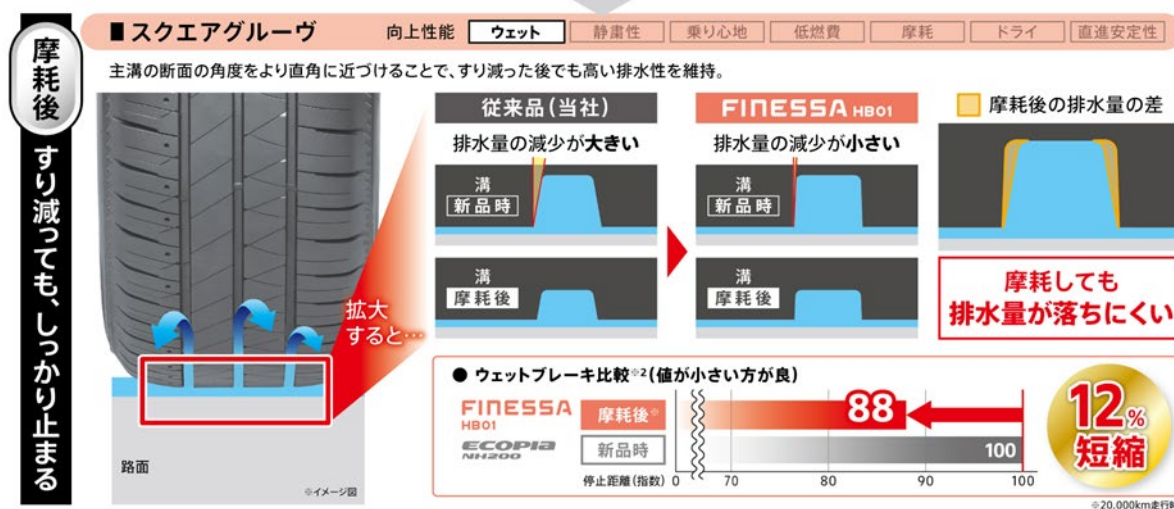 摩耗後
すり減っても、しっかり止まる
■スクエアグルーヴ
向上性能 ウェット 静粛性 乗り心地 低燃費 摩耗 ドライ 直進安定性
主溝の断面の角度をより直角に近づけることで、すり減った後でも高い排水性を維持。
拡大
すると…
路面
※イメージ図
従来品(当社)
排水量の減少が大きい
溝
新品時
溝
摩耗後
FINESSA HB01
排水量の減少が小さい
溝
新品時
溝
摩耗後
摩耗後の排水量の差
摩耗しても
排水量が落ちにくい
● ウェットブレーキ比較※2(値が小さい方が良)
FINESSA
HB01
摩耗後※
88
ECOPIA
NH200
新品時
100
停止距離(指数) 0 70 80 90 100
12%
短縮
※20,000km走行